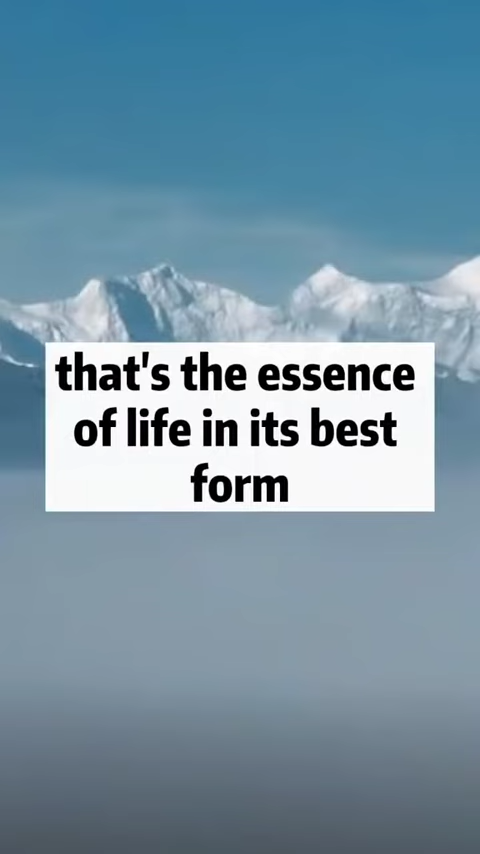 that's the essence
of life in its best
form